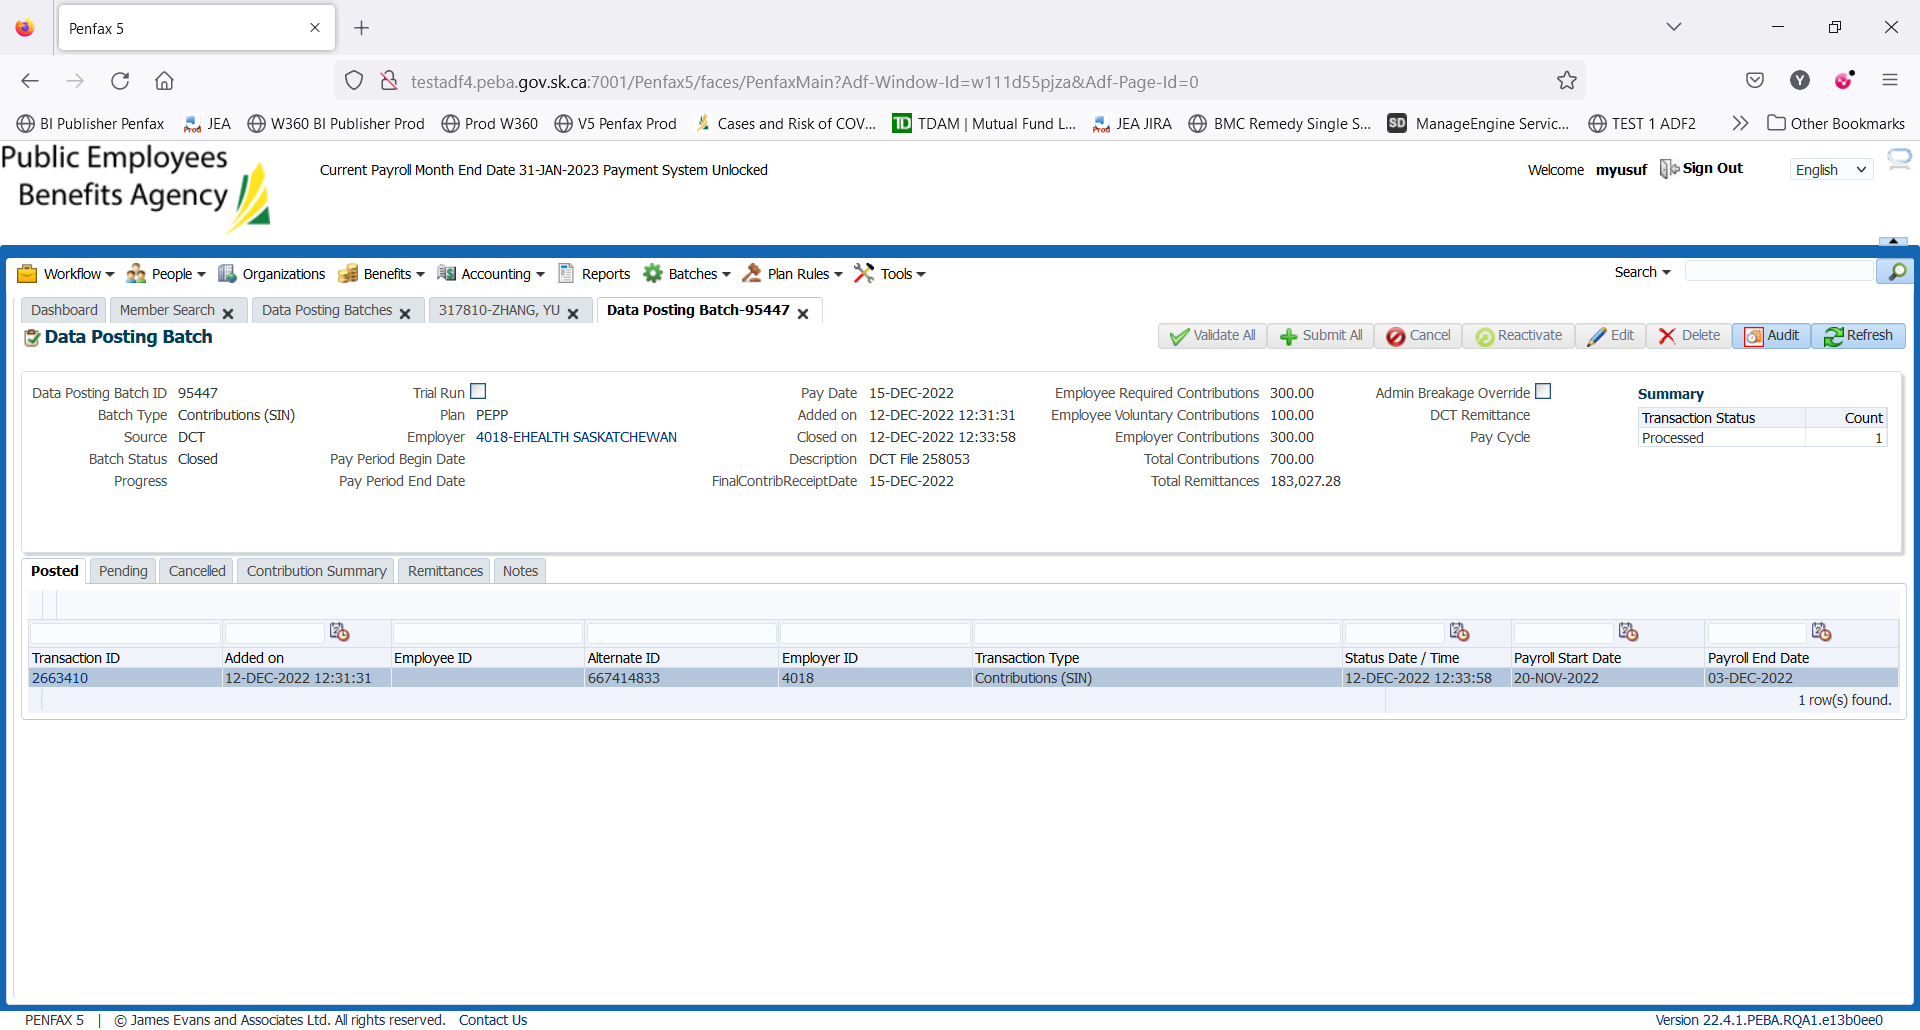 Penfax 5
testadf4.peba.gov.sk.ca:7001/Penfax5/faces/PenfaxMain?Adf-Window-Id=w111d55pjza&Adf-Page-Id=0
Y
BI Publisher Penfax JEA W360 BI Publisher Prod Prod W360 V5 Penfax Prod Cases and Risk of COV... TD TDAM | Mutual Fund L... JEA JIRA BMC Remedy Single S... SD ManageEngine Servic... TEST 1 ADF2 Other Bookmarks
Public Employees
Benefits Agency
Current Payroll Month End Date 31-JAN-2023 Payment System Unlocked
Welcome myusuf Sign Out English
Workflow People Organizations Benefits Accounting Reports Batches Plan Rules Tools Search
Dashboard Member Search Data Posting Batches 317810-ZHANG, YU Data Posting Batch-95447
Data Posting Batch
Validate All Submit All Cancel Reactivate Edit Delete Audit Refresh
Data Posting Batch ID 95447
Batch Type Contributions (SIN)
Source DCT
Batch Status Closed
Progress
Trial Run
Plan PEPP
Employer 4018-EHEALTH SASKATCHEWAN
Pay Period Begin Date
Pay Period End Date
Pay Date 15-DEC-2022
Added on 12-DEC-2022 12:31:31
Closed on 12-DEC-2022 12:33:58
Description DCT File 258053
FinalContribReceiptDate 15-DEC-2022
Employee Required Contributions 300.00
Employee Voluntary Contributions 100.00
Employer Contributions 300.00
Total Contributions 700.00
Total Remittances 183,027.28
Admin Breakage Override
DCT Remittance
Pay Cycle
Summary
Transaction Status Count
Processed 1
Posted Pending Cancelled Contribution Summary Remittances Notes
Transaction ID Added on Employee ID Alternate ID Employer ID Transaction Type Status Date / Time Payroll Start Date Payroll End Date
2663410 12-DEC-2022 12:31:31 667414833 4018 Contributions (SIN) 12-DEC-2022 12:33:58 20-NOV-2022 03-DEC-2022
1 row(s) found.
PENFAX 5 | © James Evans and Associates Ltd. All rights reserved. Contact Us
Version 22.4.1.PEBA.RQA1.e13b0ee0